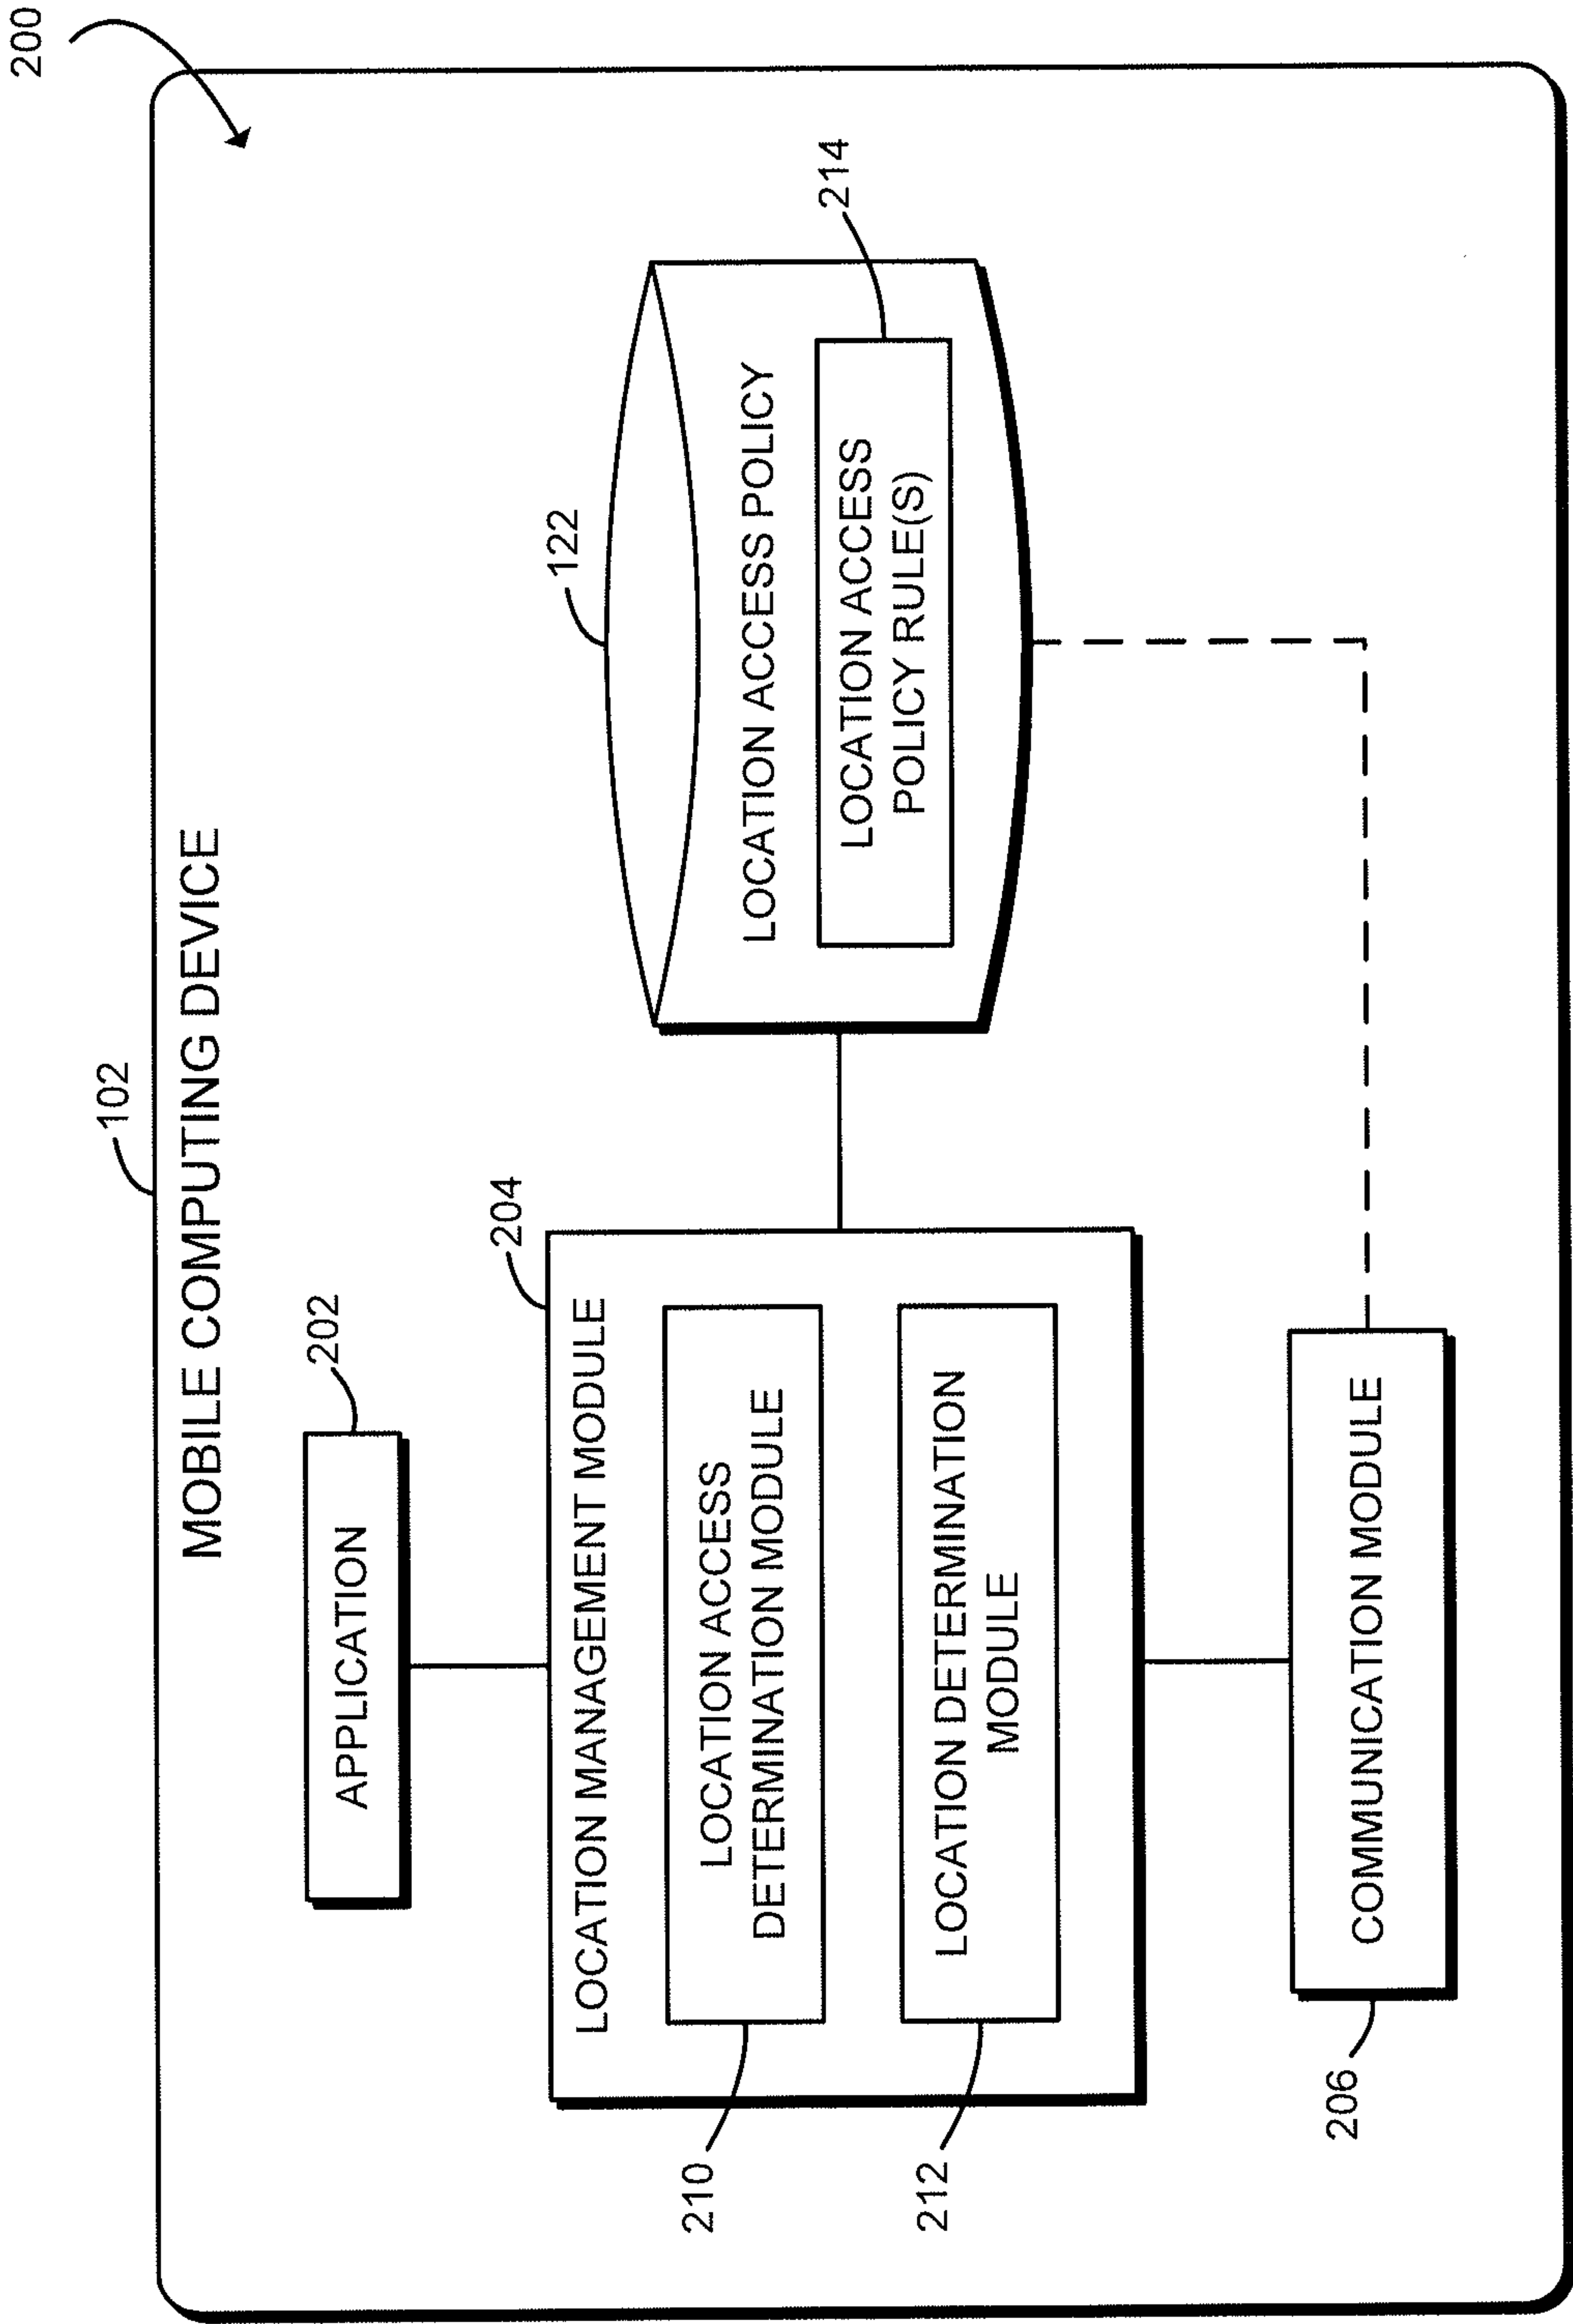 200
102
MOBILE COMPUTING DEVICE
202
APPLICATION
204
LOCATION MANAGEMENT MODULE
210
LOCATION ACCESS
DETERMINATION MODULE
212
LOCATION DETERMINATION
MODULE
122
LOCATION ACCESS POLICY
214
LOCATION ACCESS
POLICY RULE(S)
206
COMMUNICATION MODULE